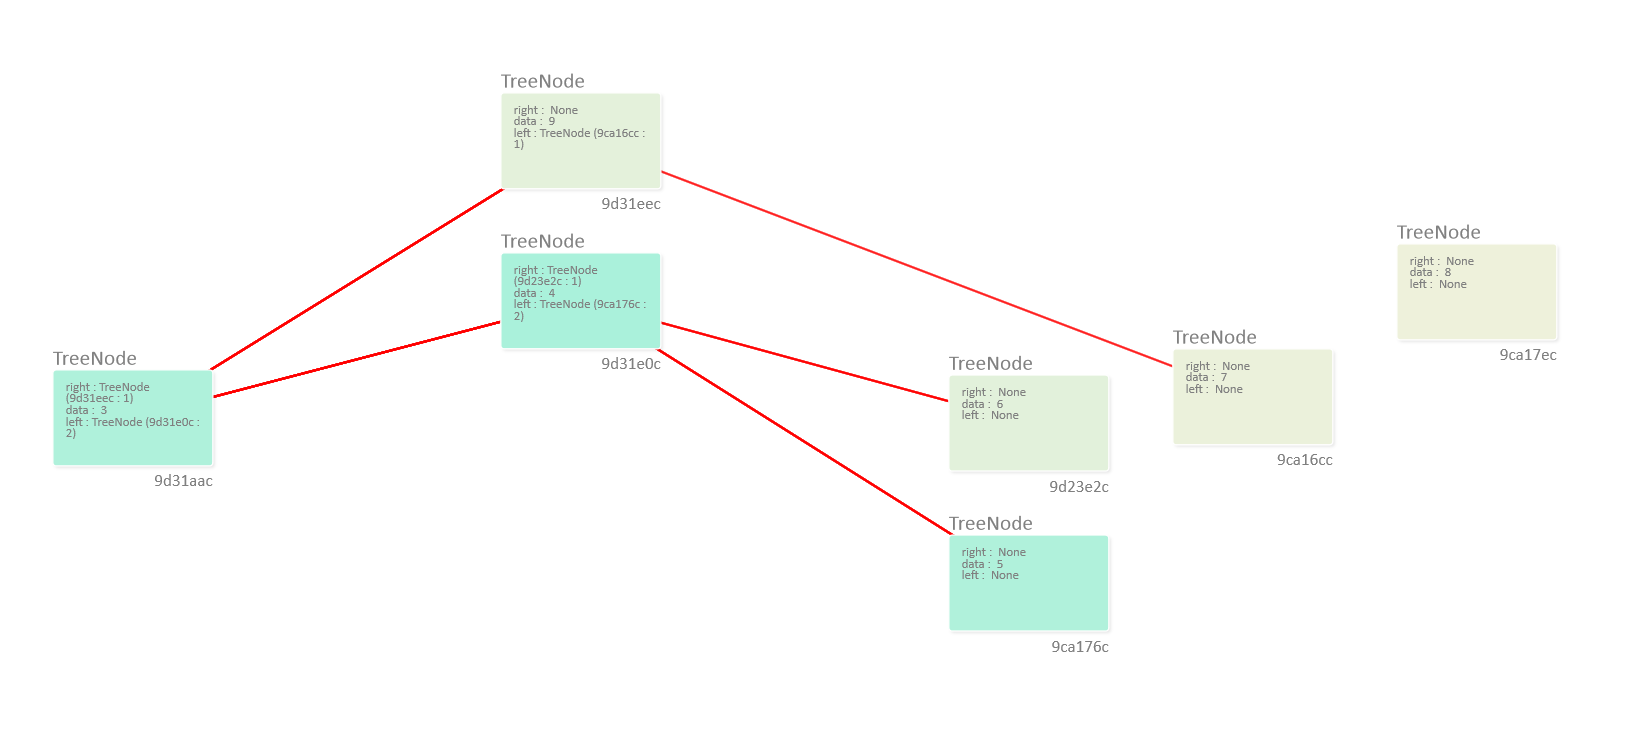 TreeNode
right :  None
data :  9
left : TreeNode (9ca16cc :
1)
9d31eec
TreeNode
right : TreeNode
(9d23e2c : 1)
data :  4
left : TreeNode (9ca176c :
2)
9d31e0c
TreeNode
right : TreeNode
(9d31eec : 1)
data :  3
left : TreeNode (9d31e0c :
2)
9d31aac
TreeNode
right :  None
data :  6
left :  None
9d23e2c
TreeNode
right :  None
data :  5
left :  None
9ca176c
TreeNode
right :  None
data :  7
left :  None
9ca16cc
TreeNode
right :  None
data :  8
left :  None
9ca17ec